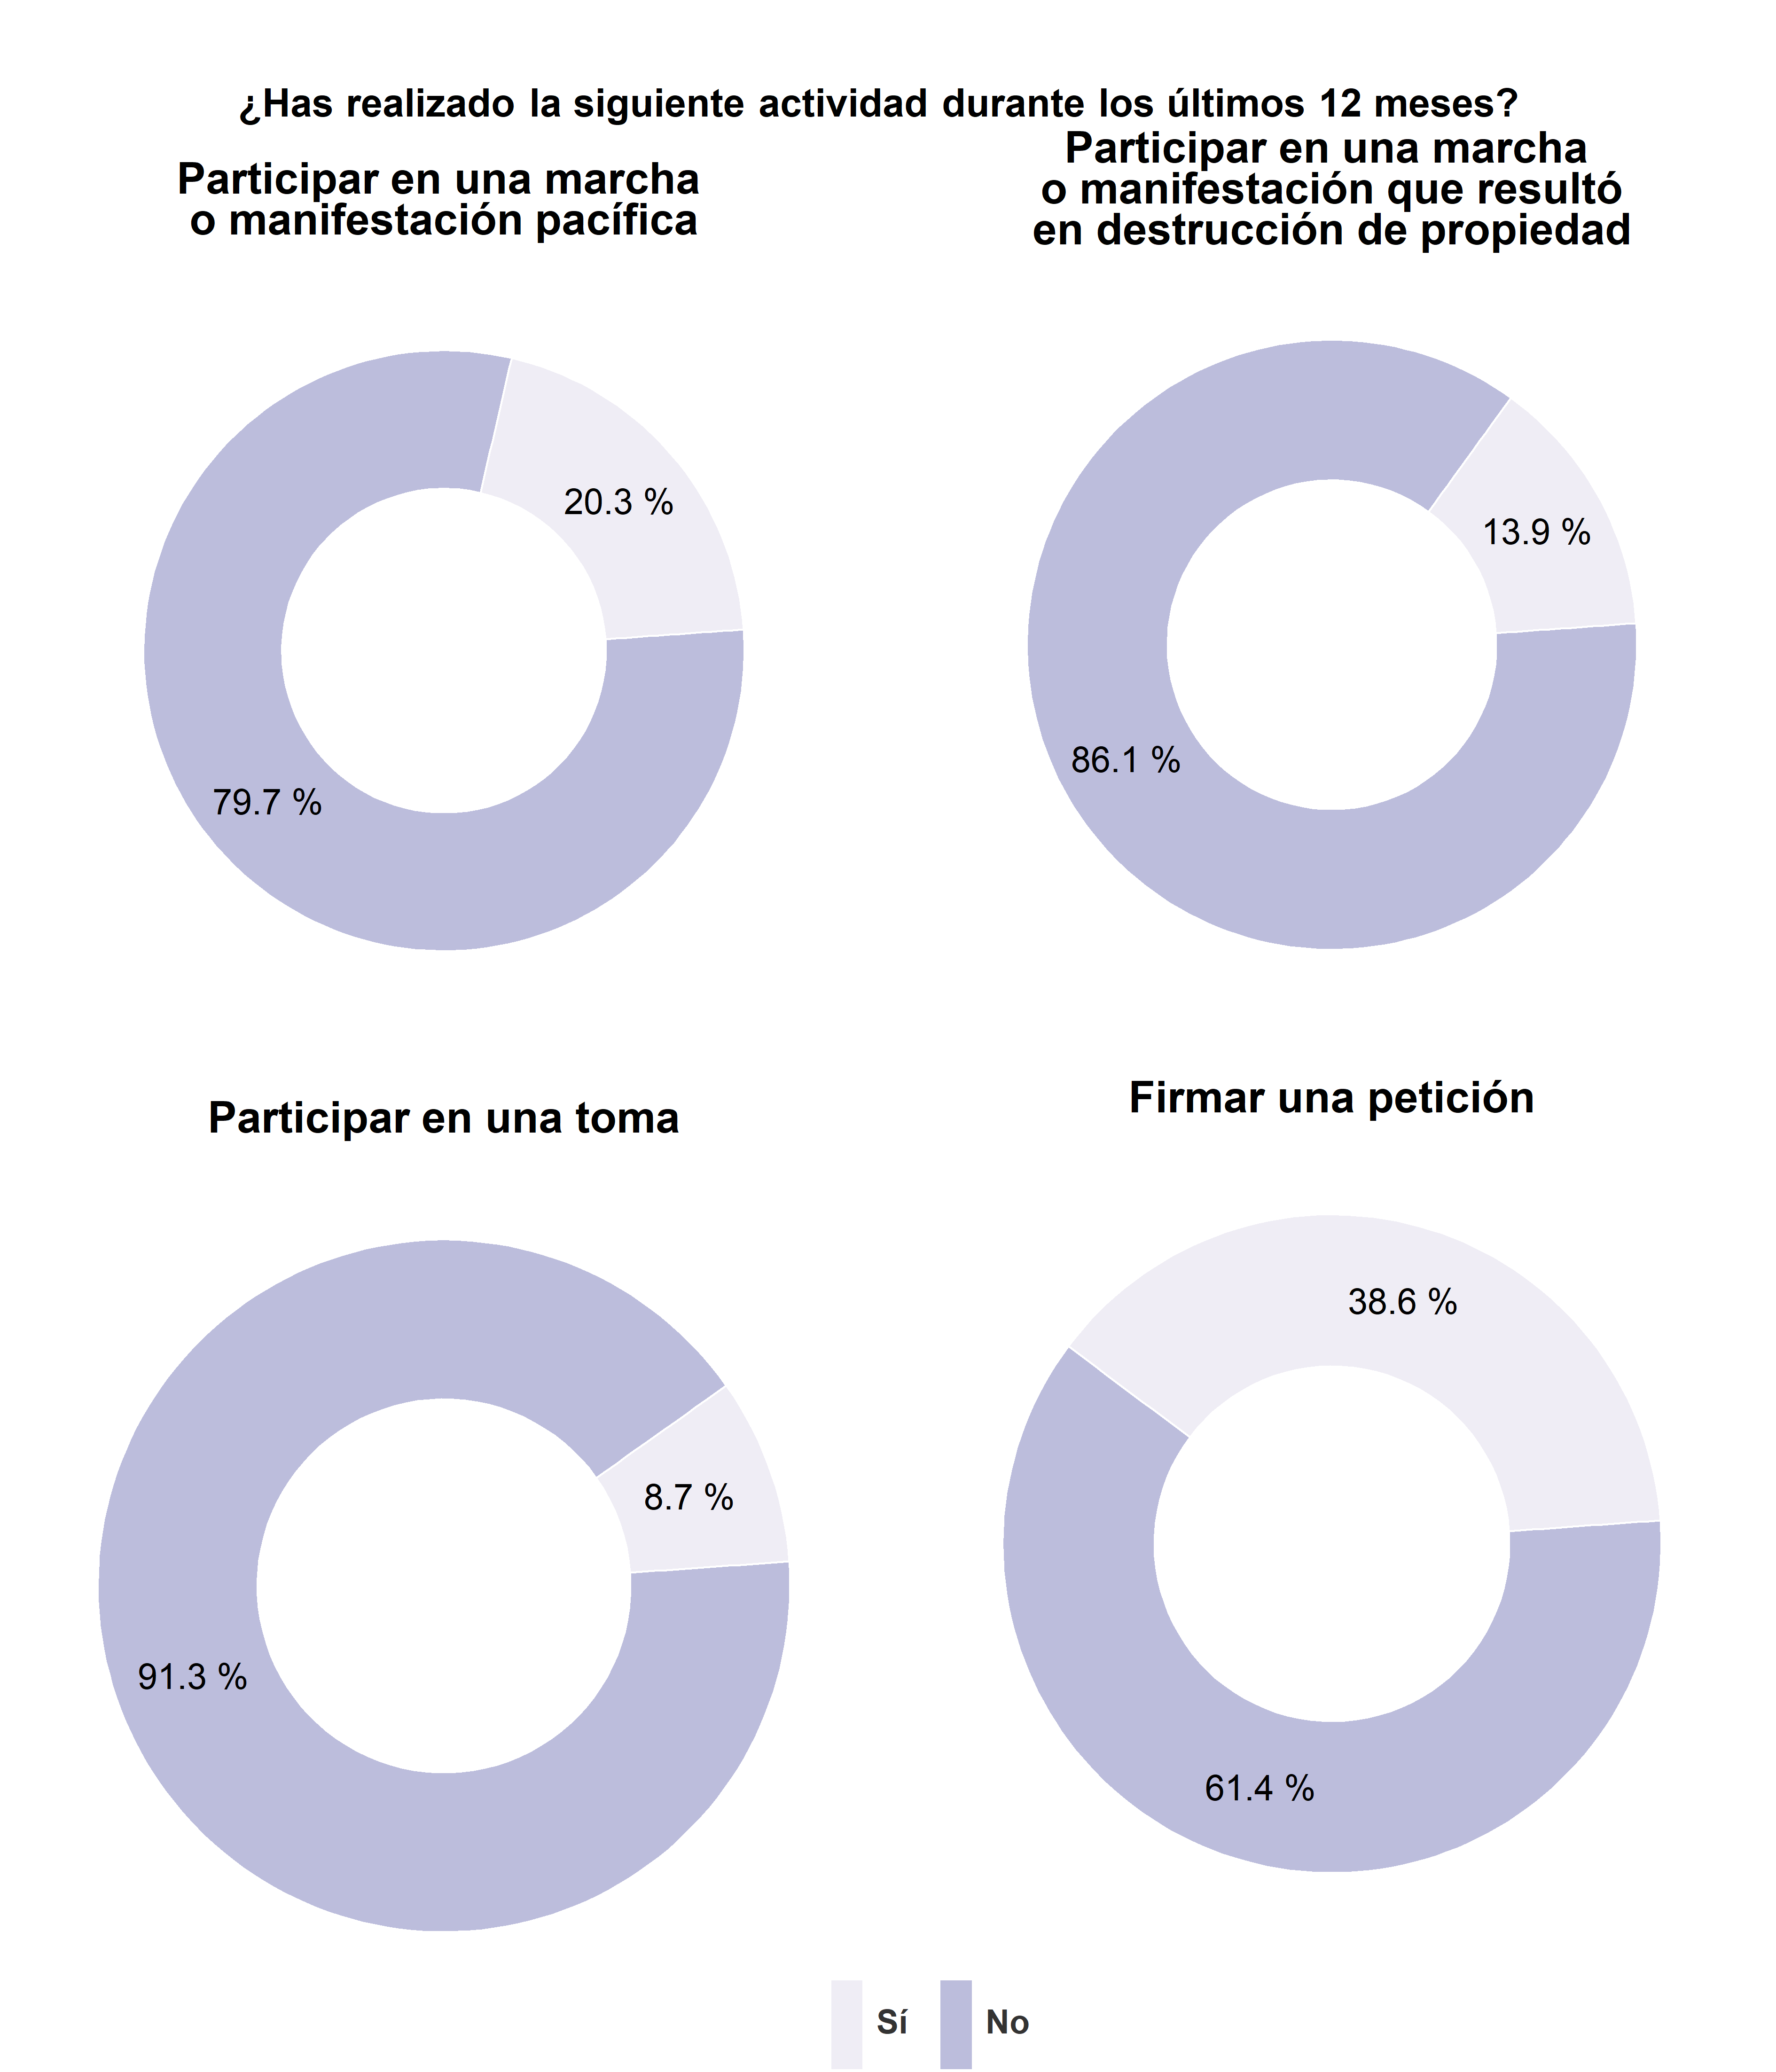 ¿Has realizado la siguiente actividad durante los últimos 12 meses?
Participar en una marcha
o manifestación pacífica
20.3 %
79.7 %
Participar en una marcha
o manifestación que resultó
en destrucción de propiedad
13.9 %
86.1 %
Participar en una toma
8.7 %
91.3 %
Firmar una petición
38.6 %
61.4 %
Sí
No